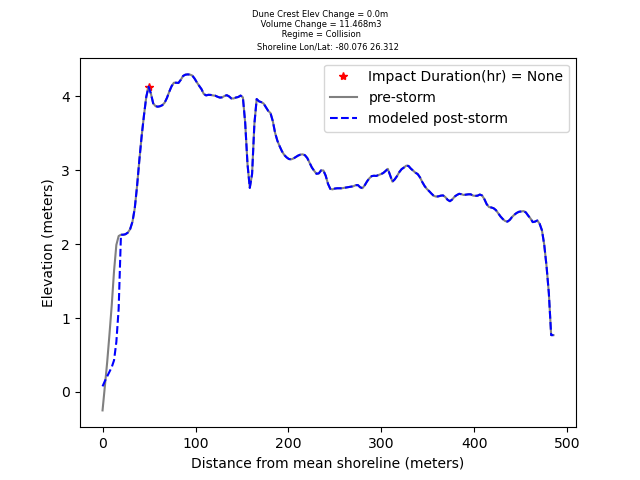 Dune Crest Elev Change = 0.0m
Volume Change = 11.468m3
Regime = Collision
Shoreline Lon/Lat: -80.076 26.312
Impact Duration(hr) = None
pre-storm
modeled post-storm
Elevation (meters)
4
3
2
1
0
0 100 200 300 400 500
Distance from mean shoreline (meters)